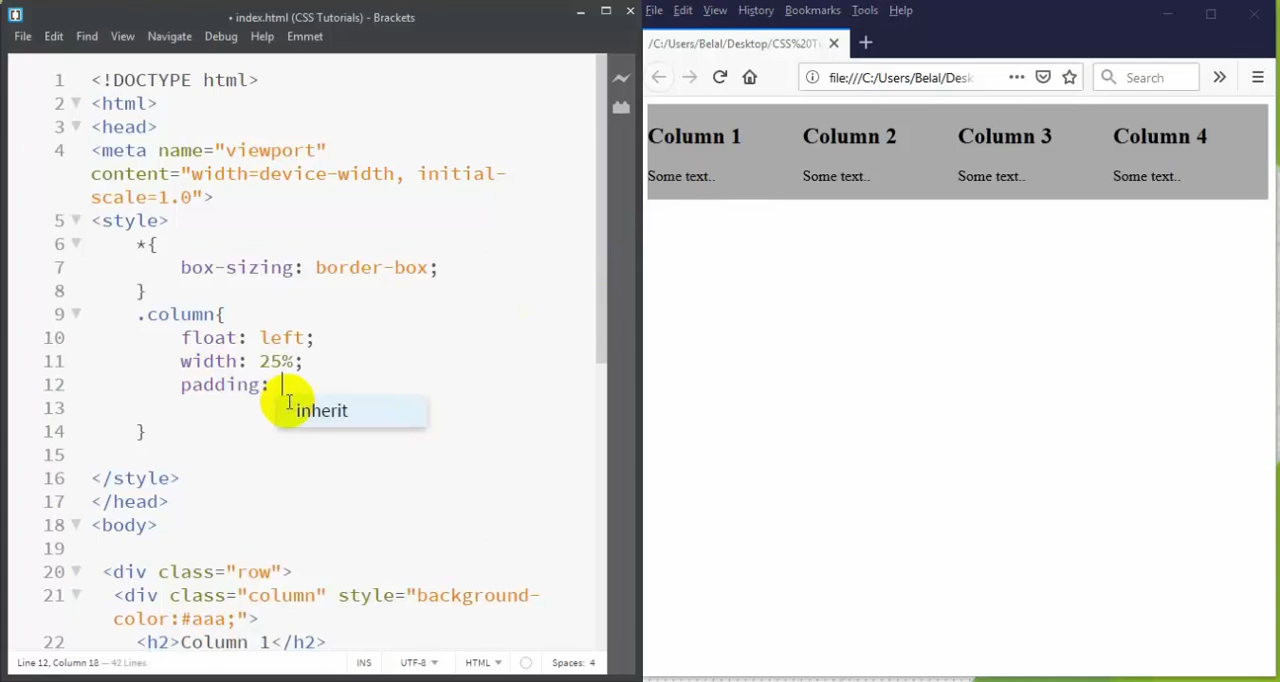 • index.html (CSS Tutorials) - Brackets
File Edit Find View Navigate Debug Help Emmet
1 <!DOCTYPE html>
2 <html>
3 <head>
4 <meta name="viewport"
content="width=device-width, initial-
scale=1.0">
5 <style>
6 *{
7 box-sizing: border-box;
8 }
9 .column{
10 float: left;
11 width: 25%;
12 padding:
inherit
13
14 }
15
16 </style>
17 </head>
18 <body>
19
20 <div class="row">
21 <div class="column" style="background-
color:#aaa;">
22 <h2>Column 1</h2>
Line 12, Column 18 — 42 Lines INS UTF-8 HTML Spaces: 4
File Edit View History Bookmarks Tools Help
/C:/Users/Belal/Desktop/CSS%20T
file:///C:/Users/Belal/Desk Search
Column 1 Column 2 Column 3 Column 4
Some text.. Some text.. Some text.. Some text..